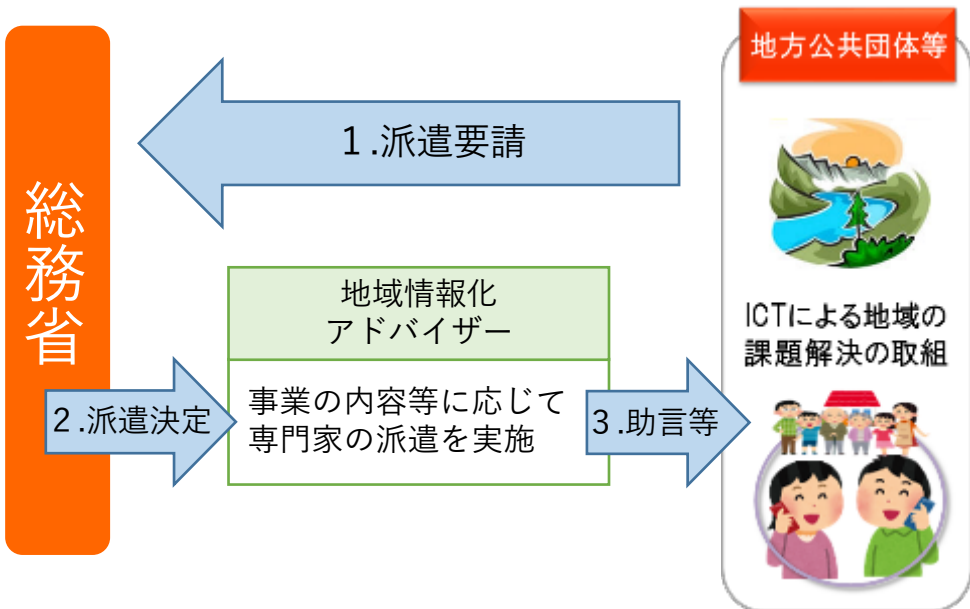 地方公共団体等
１.派遣要請
総務省
地域情報化
アドバイザー
ICTによる地域の
課題解決の取組
２.派遣決定
事業の内容等に応じて
専門家の派遣を実施
３.助言等